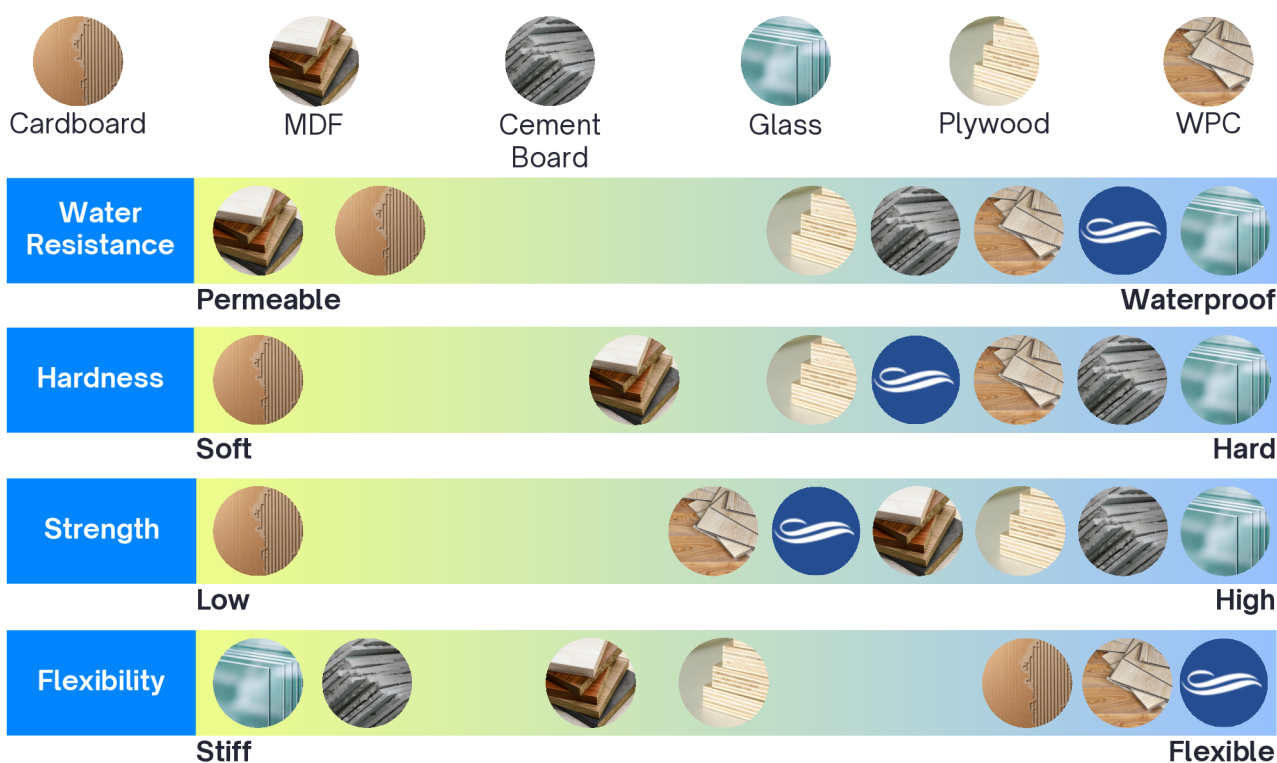 Cardboard
MDF
Cement
Board
Glass
Plywood
WPC
Water
Resistance
Permeable
Waterproof
Hardness
Soft
Hard
Strength
Low
High
Flexibility
Stiff
Flexible